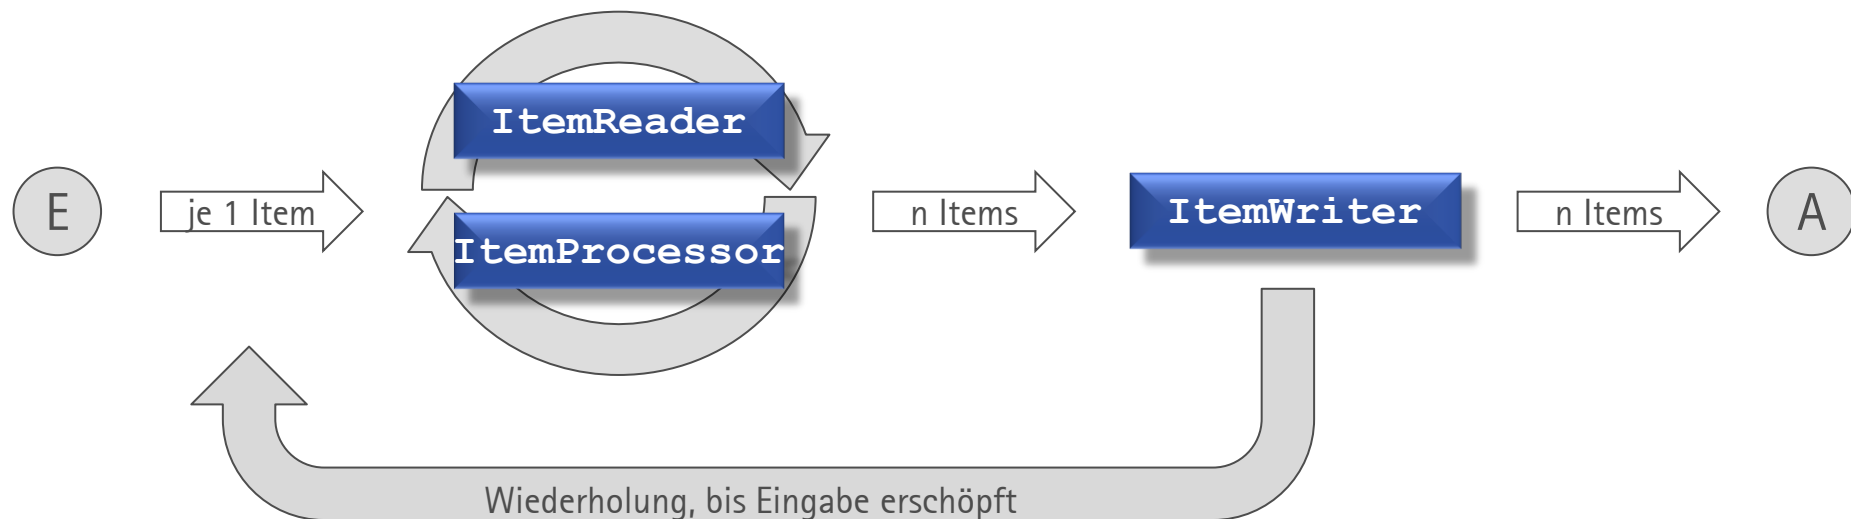 E
je 1 Item
ItemReader
ItemProcessor
n Items
ItemWriter
n Items
A
Wiederholung, bis Eingabe erschöpft